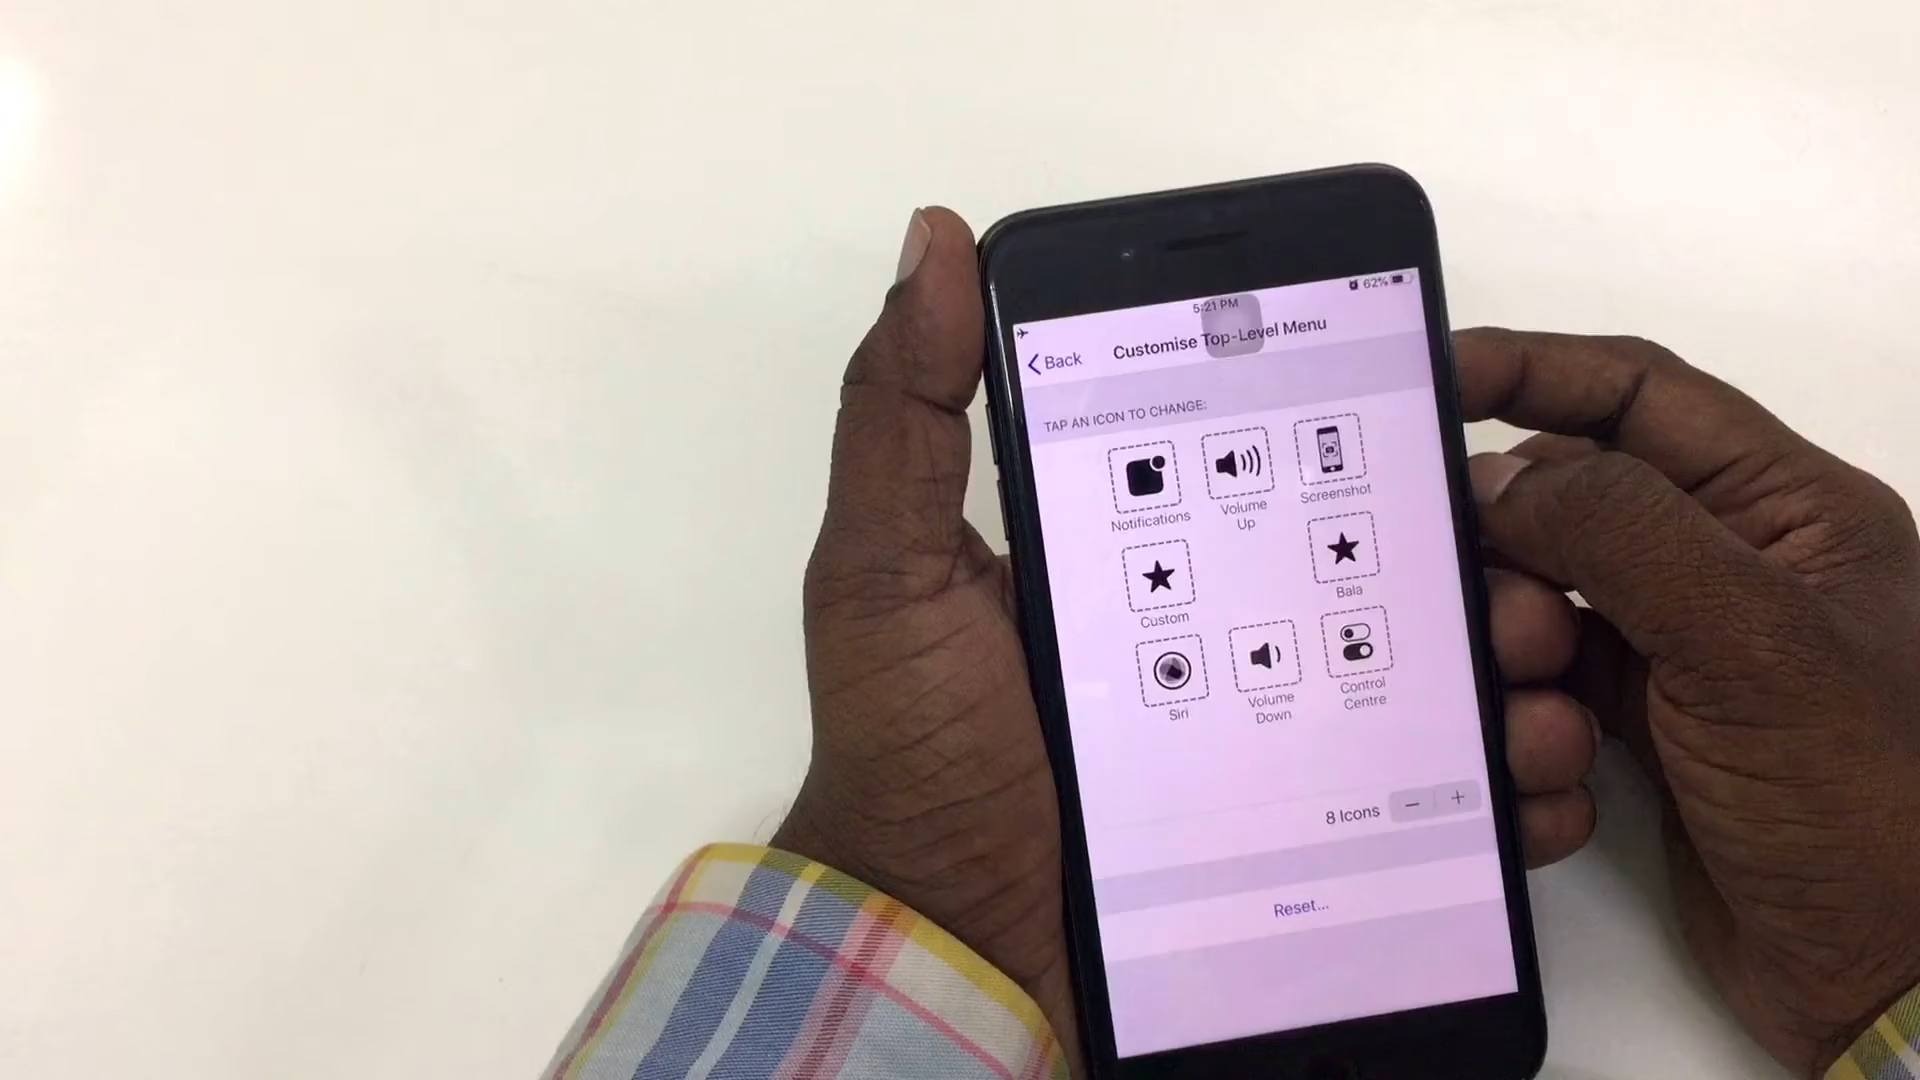 5:21 PM
62%
Back
Customise Top-Level Menu
TAP AN ICON TO CHANGE:
Notifications
Volume
Up
Screenshot
Custom
Bala
Siri
Volume
Down
Control
Centre
8 Icons
Reset...